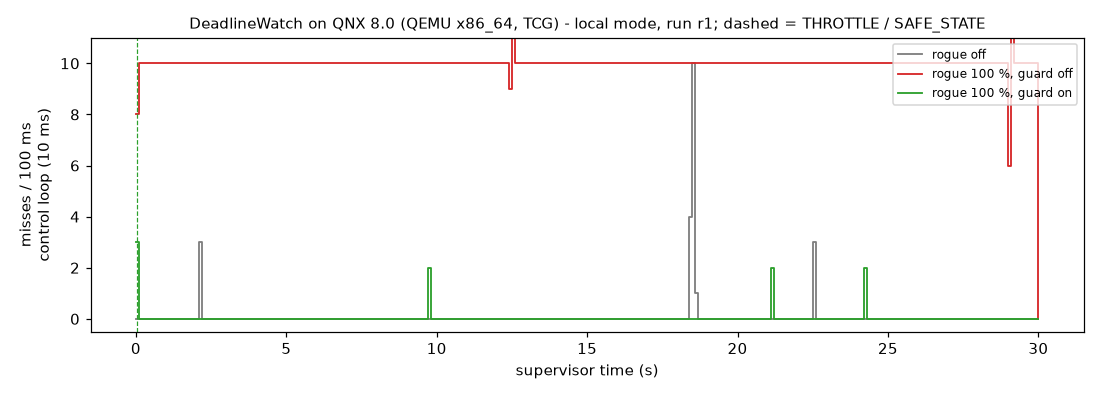 DeadlineWatch on QNX 8.0 (QEMU x86_64, TCG) - local mode, run r1; dashed = THROTTLE / SAFE_STATE
misses / 100 ms
control loop (10 ms)
10
8
6
4
2
0
rogue off
rogue 100 %, guard off
rogue 100 %, guard on
0 5 10 15 20 25 30
supervisor time (s)